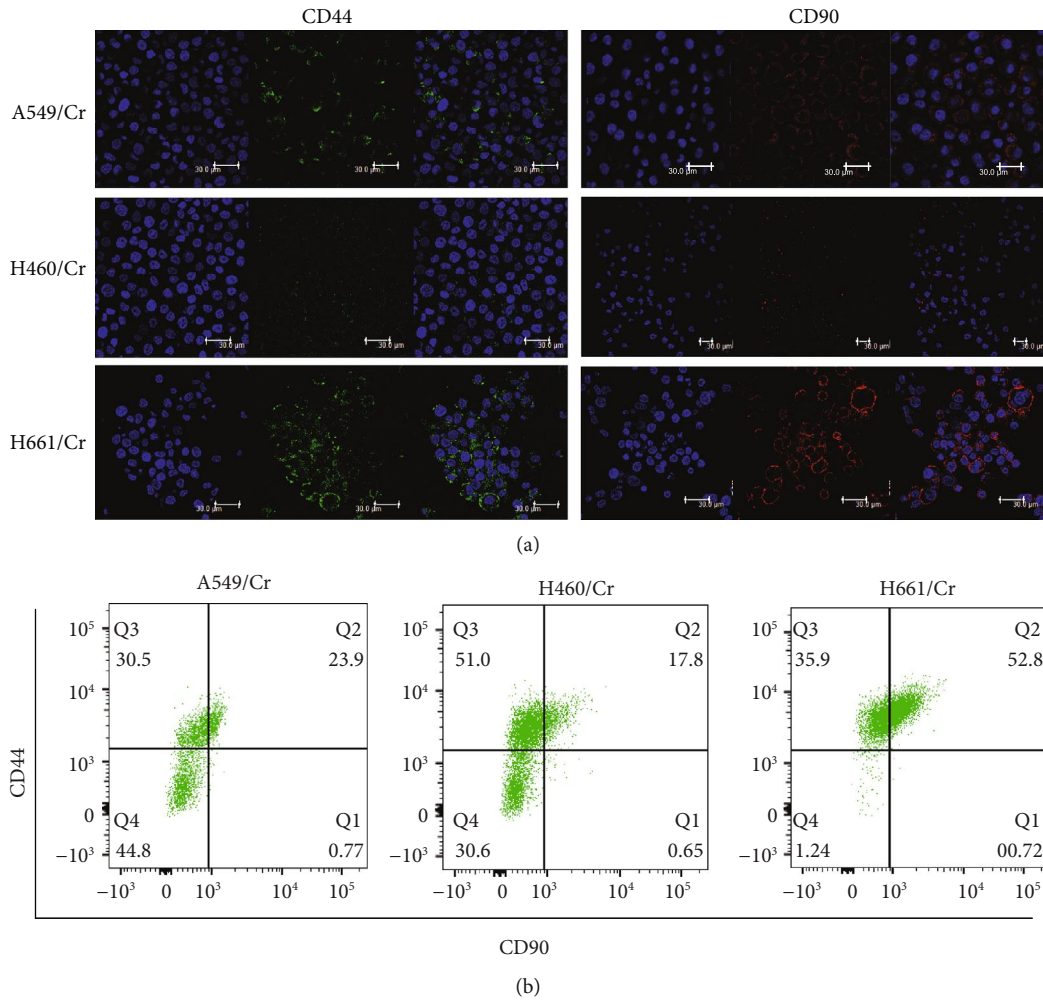 CD44 CD90
A549/Cr
30.0 µm 30.0 µm 30.0 µm 30.0 µm 30.0 µm 30.0 µm
H460/Cr
30.0 µm 30.0 µm 30.0 µm 30.0 µm 30.0 µm 30.0 µm
H661/Cr
30.0 µm 30.0 µm 30.0 µm 30.0 µm 30.0 µm 30.0 µm
(a)
A549/Cr H460/Cr H661/Cr
CD44
10⁵ Q3 Q2
30.5 23.9
10⁴
10³
0
Q4 Q1
−10³ 44.8 0.77
−10³ 0 10³ 10⁴ 10⁵
10⁵ Q3 Q2
51.0 17.8
10⁴
10³
0
Q4 Q1
−10³ 30.6 0.65
−10³ 0 10³ 10⁴ 10⁵
10⁵ Q3 Q2
35.9 52.8
10⁴
10³
0
Q4 Q1
−10³ 1.24 00.72
−10³ 0 10³ 10⁴ 10⁵
CD90
(b)